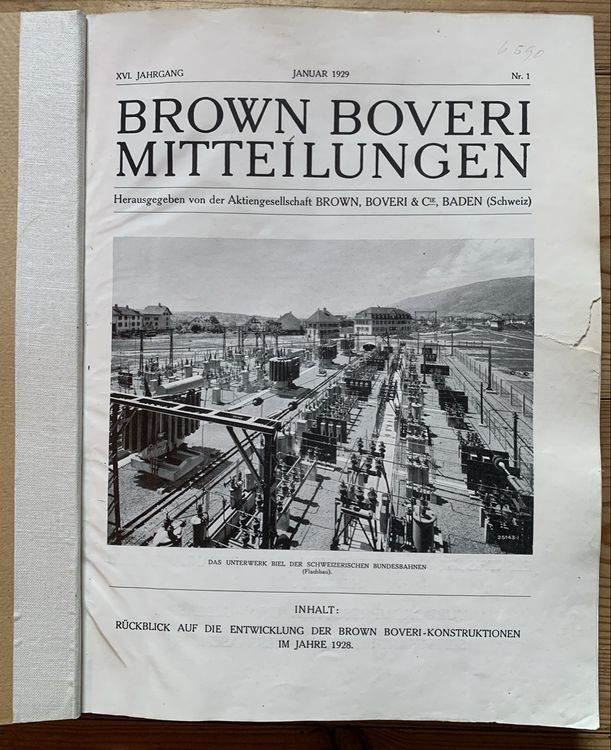 6590
XVI. JAHRGANG JANUAR 1929 Nr. 1
BROWN BOVERI
MITTEILUNGEN
Herausgegeben von der Aktiengesellschaft BROWN, BOVERI & CIE, BADEN (Schweiz)
25143-I
DAS UNTERWERK BIEL DER SCHWEIZERISCHEN BUNDESBAHNEN
(Flachbau).
INHALT:
RÜCKBLICK AUF DIE ENTWICKLUNG DER BROWN BOVERI-KONSTRUKTIONEN
IM JAHRE 1928.